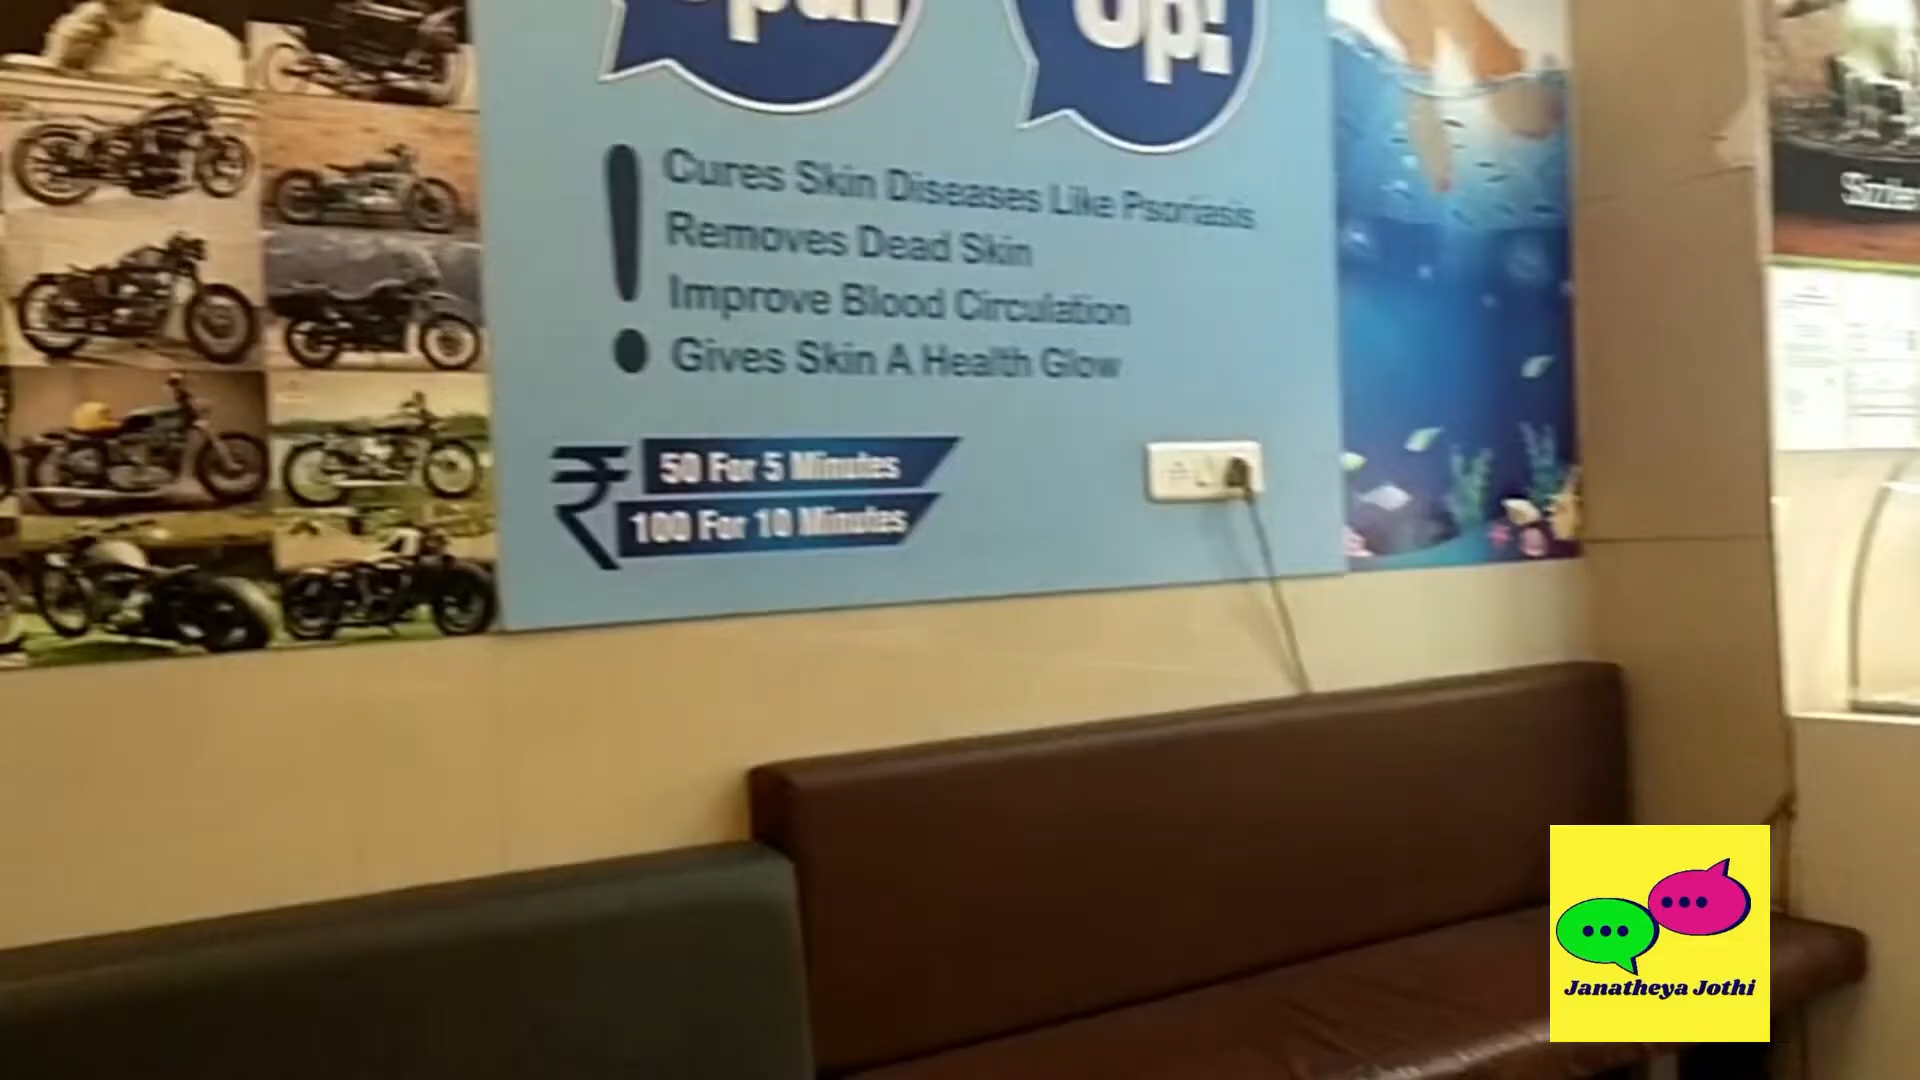 Up!
Cures Skin Diseases Like Psoriasis
Removes Dead Skin
Improve Blood Circulation
Gives Skin A Health Glow
₹
50 For 5 Minutes
100 For 10 Minutes
Janatheya Jothi